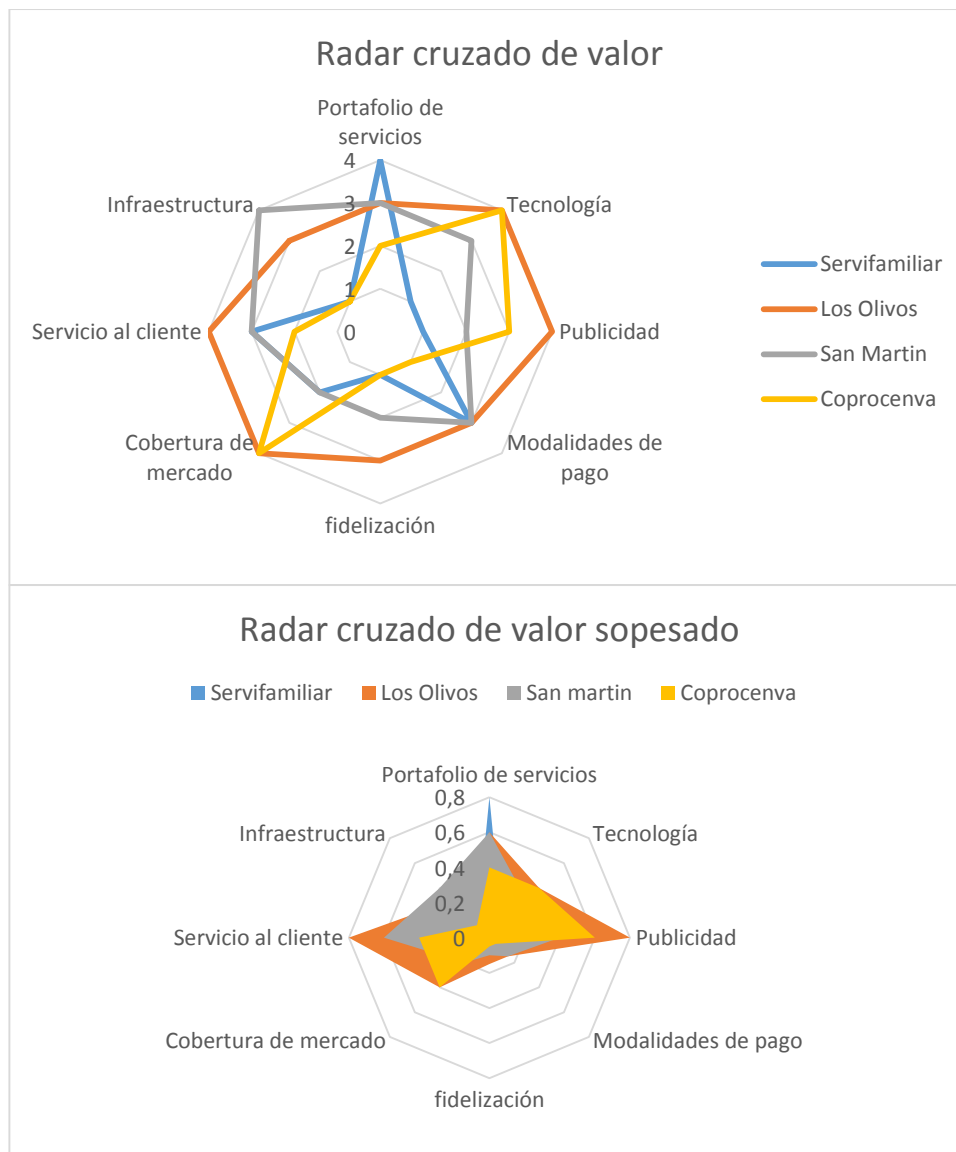 Radar cruzado de valor
Portafolio de
servicios
4
3
2
1
0
Tecnología
Publicidad
Modalidades de
pago
fidelización
Cobertura de
mercado
Servicio al cliente
Infraestructura
Servifamiliar
Los Olivos
San Martin
Coprocenva
Radar cruzado de valor sopesado
Servifamiliar Los Olivos San martin Coprocenva
Portafolio de servicios
0,8
0,6
0,4
0,2
0
Tecnología
Publicidad
Modalidades de pago
fidelización
Cobertura de mercado
Servicio al cliente
Infraestructura